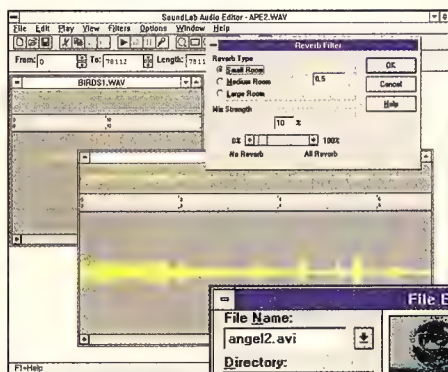 SoundLab Audio Editor - APE2.WAV
File Edit Play View Filters Options Window Help
From: 0 To: 78112 Length: 7811
Reverb Filter
Reverb Type
Small Room
Medium Room
Large Room
0.5
OK
Cancel
Help
Mix Strength
10 %
0% 100%
No Reverb All Reverb
BIRDS1.WAV
File E
File Name:
angel2.avi
Directory:
F1=Help